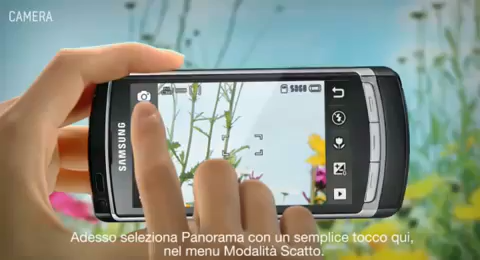 CAMERA
SAMSUNG
Adesso seleziona Panorama con un semplice tocco qui,
nel menu Modalità Scatto.